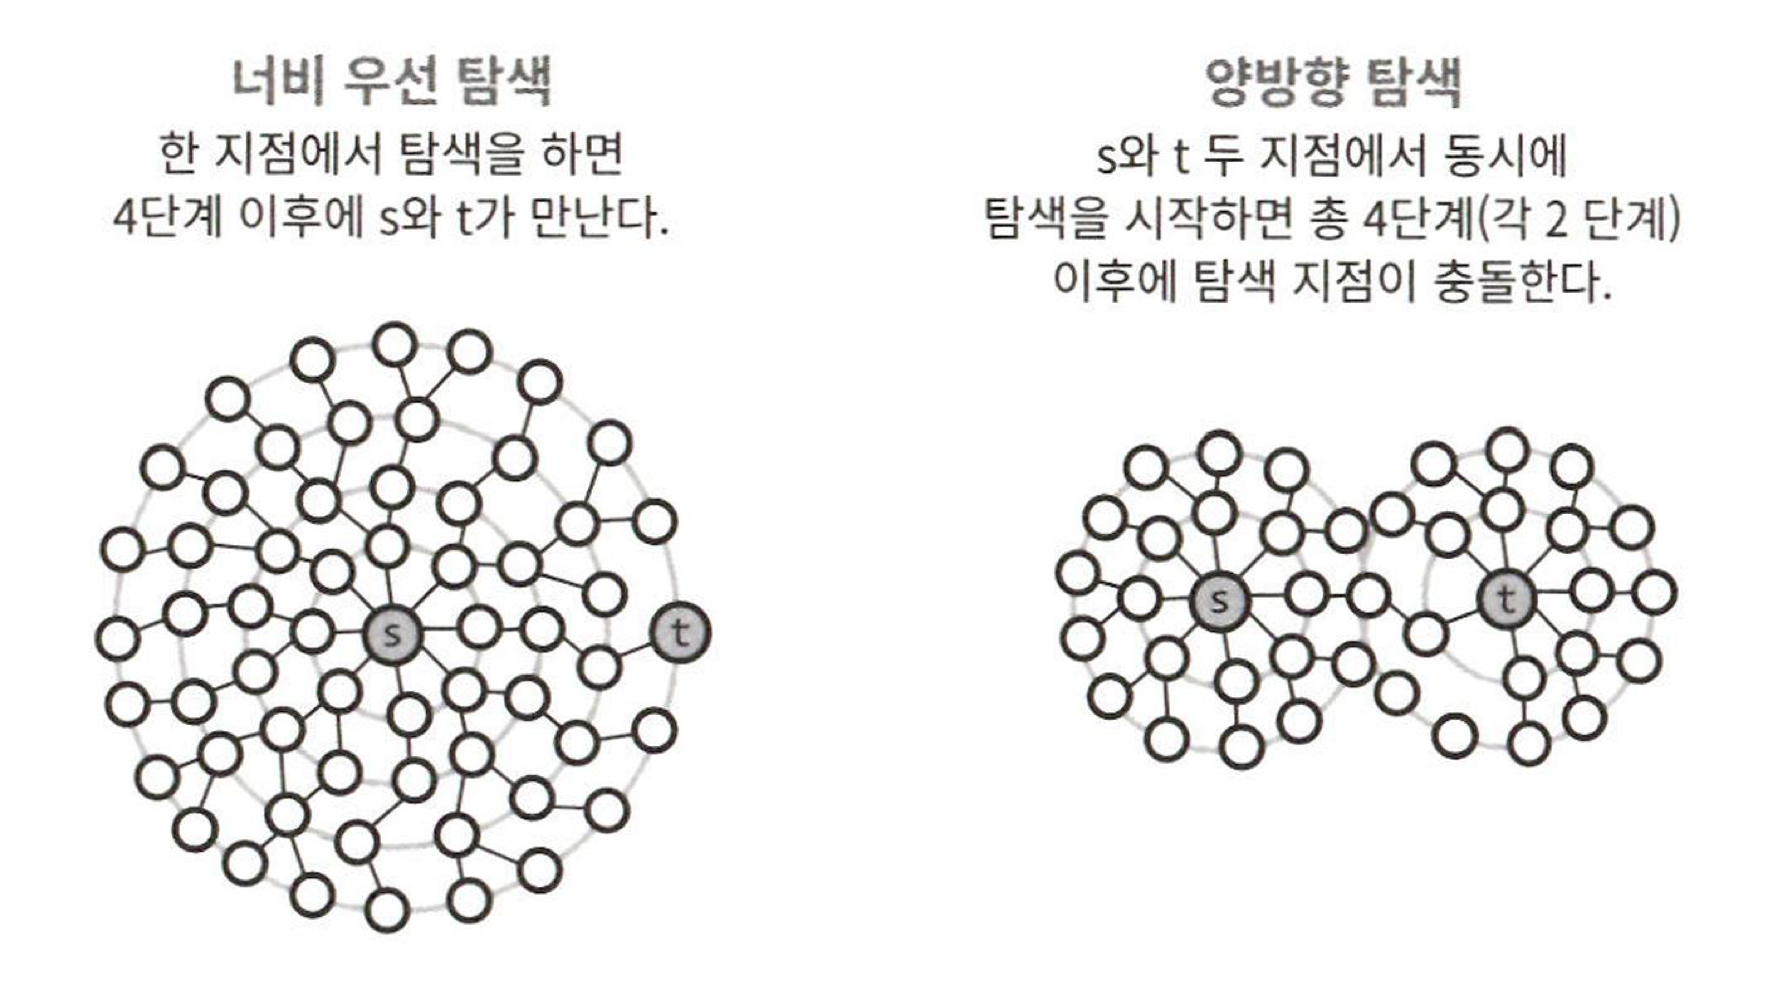 너비 우선 탐색
한 지점에서 탐색을 하면
4단계 이후에 s와 t가 만난다.
s
t
양방향 탐색
s와 t 두 지점에서 동시에
탐색을 시작하면 총 4단계(각 2 단계)
이후에 탐색 지점이 충돌한다.
s
t